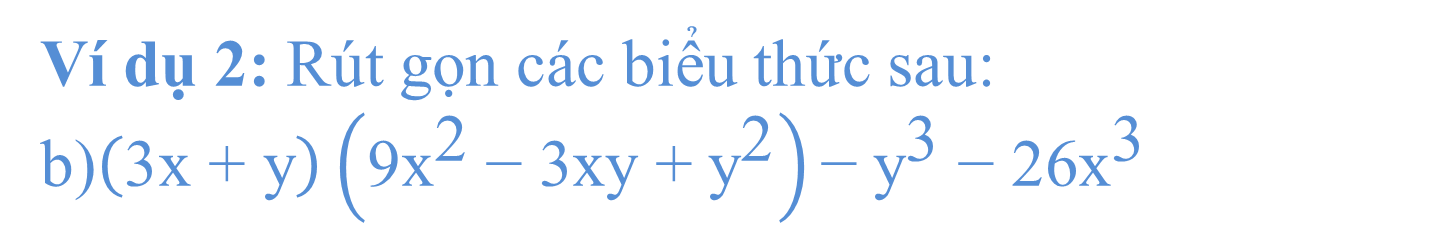 Ví dụ 2: Rút gọn các biểu thức sau:
b)(3x + y)(9x² − 3xy + y²) − y³ − 26x³